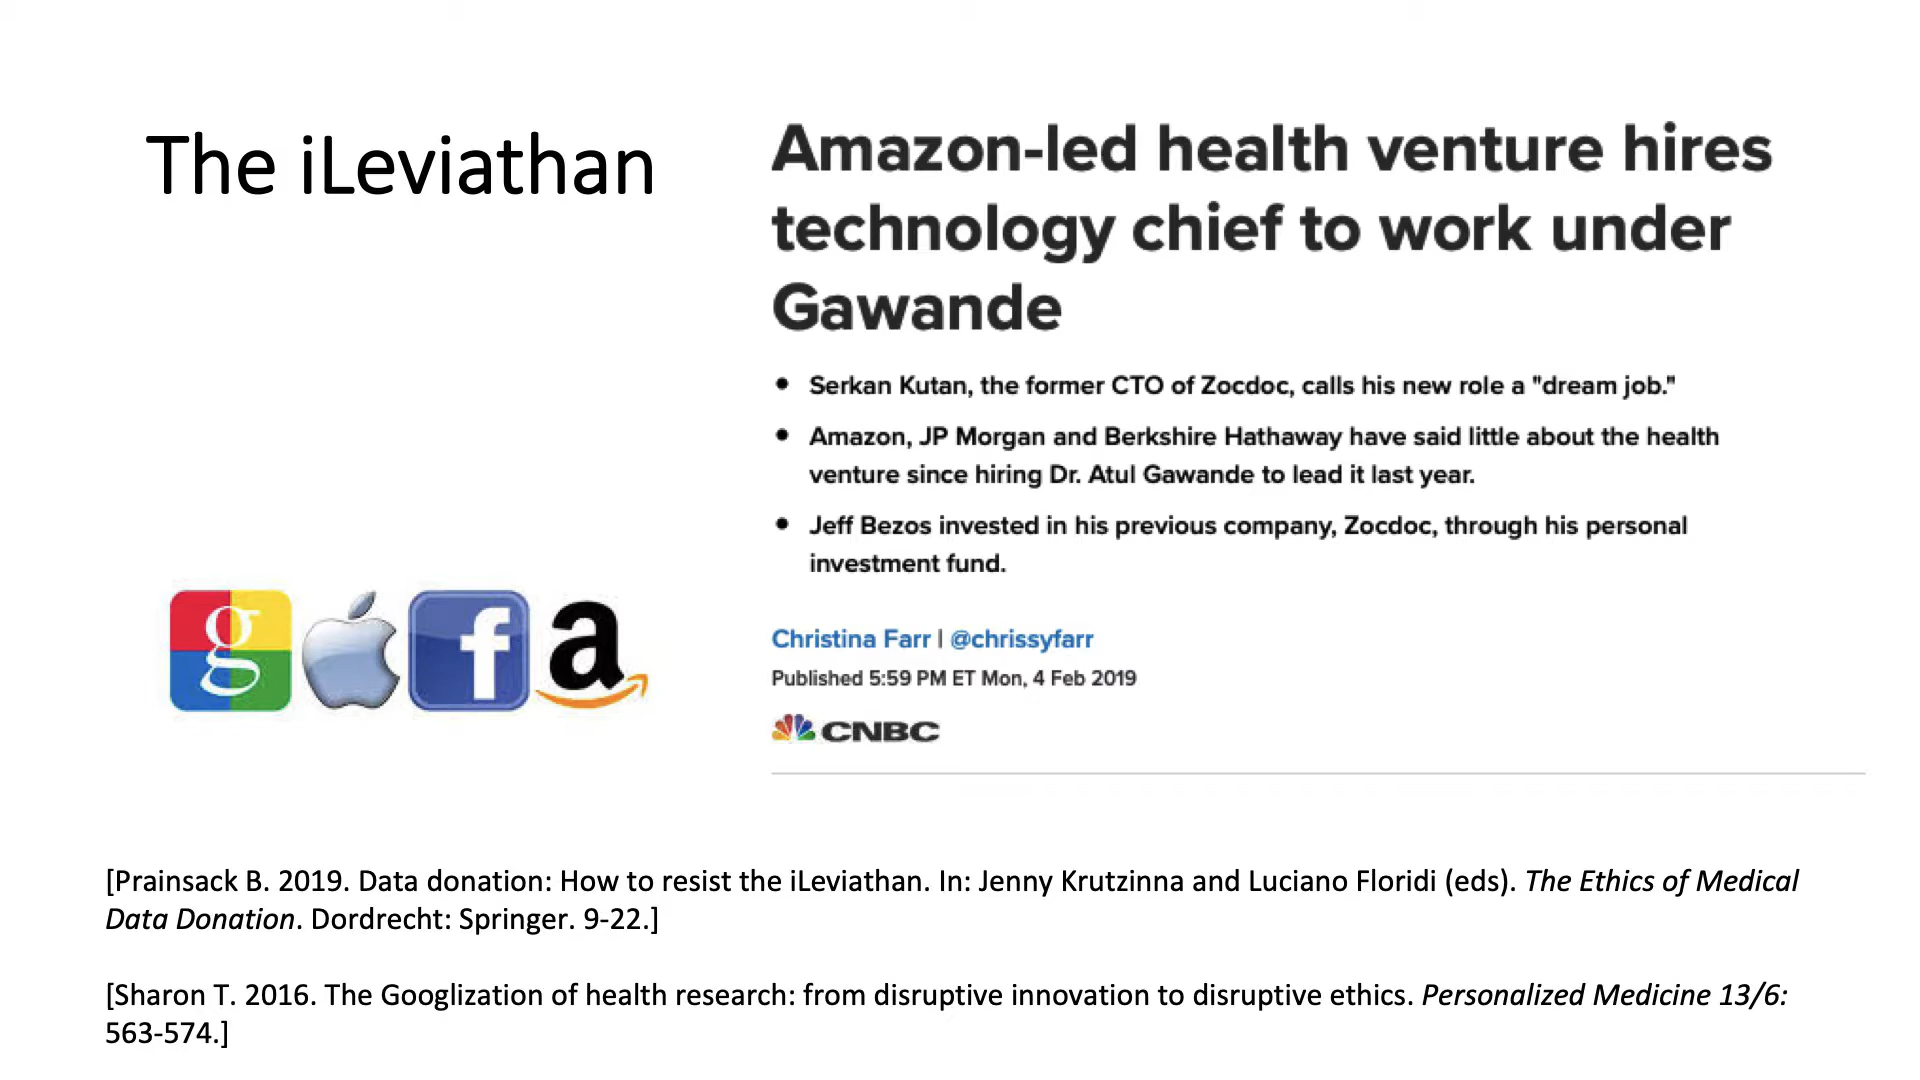 The iLeviathan
Amazon-led health venture hires
technology chief to work under
Gawande
• Serkan Kutan, the former CTO of Zocdoc, calls his new role a "dream job."
• Amazon, JP Morgan and Berkshire Hathaway have said little about the health
venture since hiring Dr. Atul Gawande to lead it last year.
• Jeff Bezos invested in his previous company, Zocdoc, through his personal
investment fund.
g f a
Christina Farr | @chrissyfarr
Published 5:59 PM ET Mon, 4 Feb 2019
CNBC
[Prainsack B. 2019. Data donation: How to resist the iLeviathan. In: Jenny Krutzinna and Luciano Floridi (eds). The Ethics of Medical
Data Donation. Dordrecht: Springer. 9-22.]
[Sharon T. 2016. The Googlization of health research: from disruptive innovation to disruptive ethics. Personalized Medicine 13/6:
563-574.]